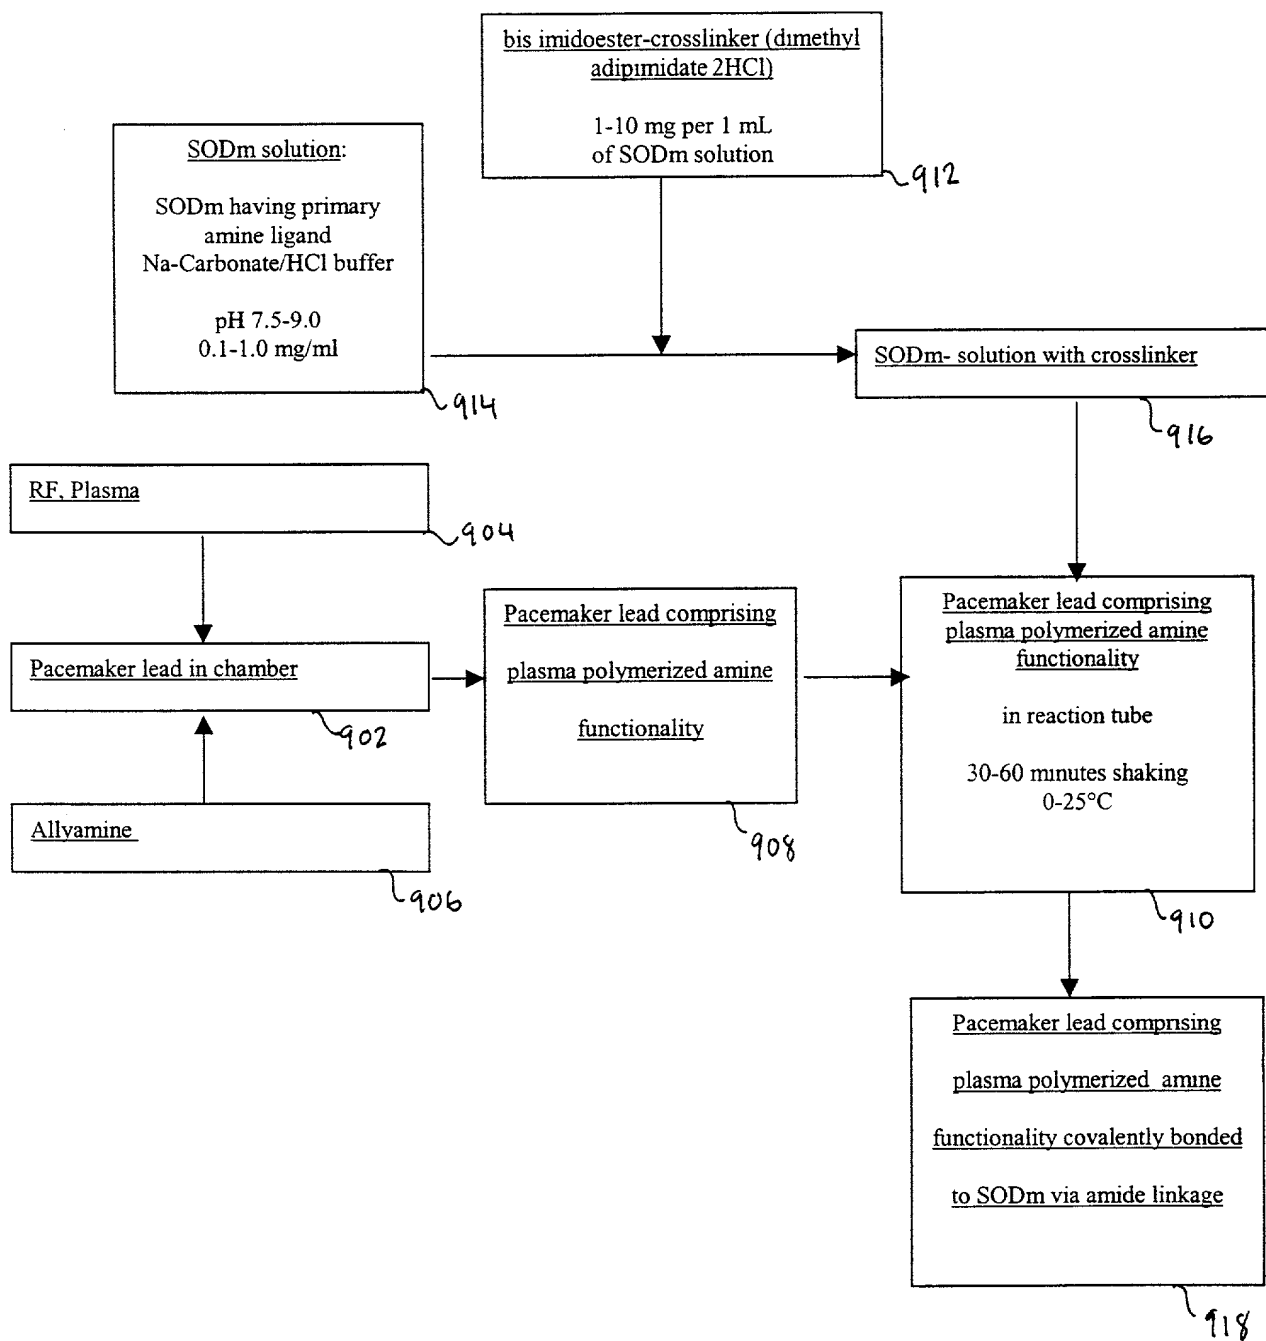 bis imidoester-crosslinker (dimethyl
adipimidate 2HCl)
1-10 mg per 1 mL
of SODm solution
912
SODm solution:
SODm having primary
amine ligand
Na-Carbonate/HCl buffer
pH 7.5-9.0
0.1-1.0 mg/ml
914
SODm- solution with crosslinker
916
RF, Plasma
904
Pacemaker lead in chamber
902
Allyamine
906
Pacemaker lead comprising
plasma polymerized amine
functionality
908
Pacemaker lead comprising
plasma polymerized amine
functionality
in reaction tube
30-60 minutes shaking
0-25°C
910
Pacemaker lead comprising
plasma polymerized amine
functionality covalently bonded
to SODm via amide linkage
918